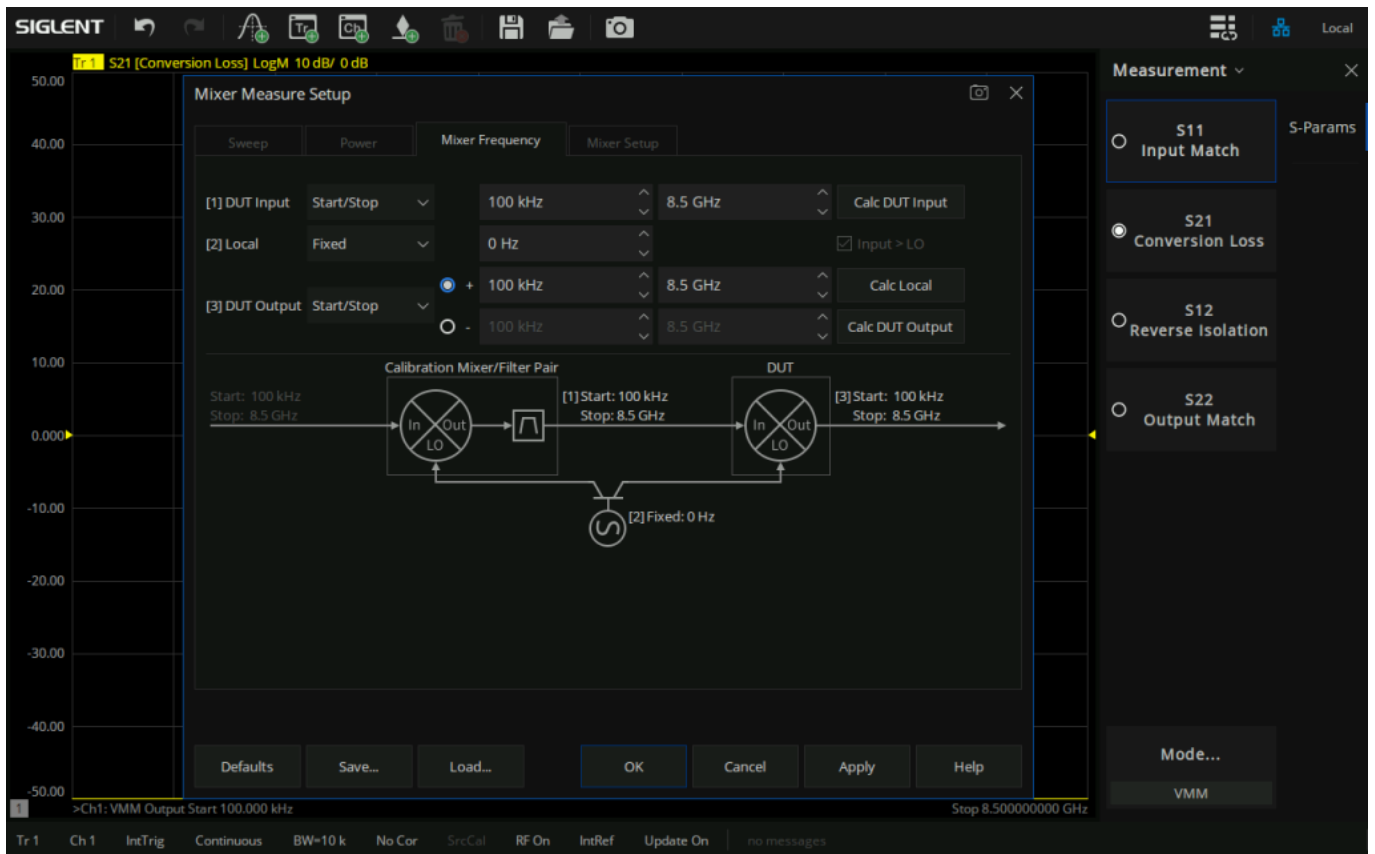 SIGLENT Tr Ch Local
Tr 1 S21 [Conversion Loss] LogM 10 dB/ 0 dB
50.00
40.00
30.00
20.00
10.00
0.000
-10.00
-20.00
-30.00
-40.00
-50.00
Mixer Measure Setup
Sweep Power Mixer Frequency Mixer Setup
[1] DUT Input Start/Stop 100 kHz 8.5 GHz Calc DUT Input
[2] Local Fixed 0 Hz Input > LO
[3] DUT Output Start/Stop
+ 100 kHz 8.5 GHz Calc Local
- 100 kHz 8.5 GHz Calc DUT Output
Calibration Mixer/Filter Pair DUT
Start: 100 kHz
Stop: 8.5 GHz
In Out
LO
[1] Start: 100 kHz
Stop: 8.5 GHz
In Out
LO
[3] Start: 100 kHz
Stop: 8.5 GHz
[2] Fixed: 0 Hz
Defaults Save... Load... OK Cancel Apply Help
1 >Ch1: VMM Output Start 100.000 kHz Stop 8.500000000 GHz
Measurement
S-Params
S11
Input Match
S21
Conversion Loss
S12
Reverse Isolation
S22
Output Match
Mode...
VMM
Tr 1 Ch 1 IntTrig Continuous BW=10 k No Cor SrcCal RF On IntRef Update On no messages